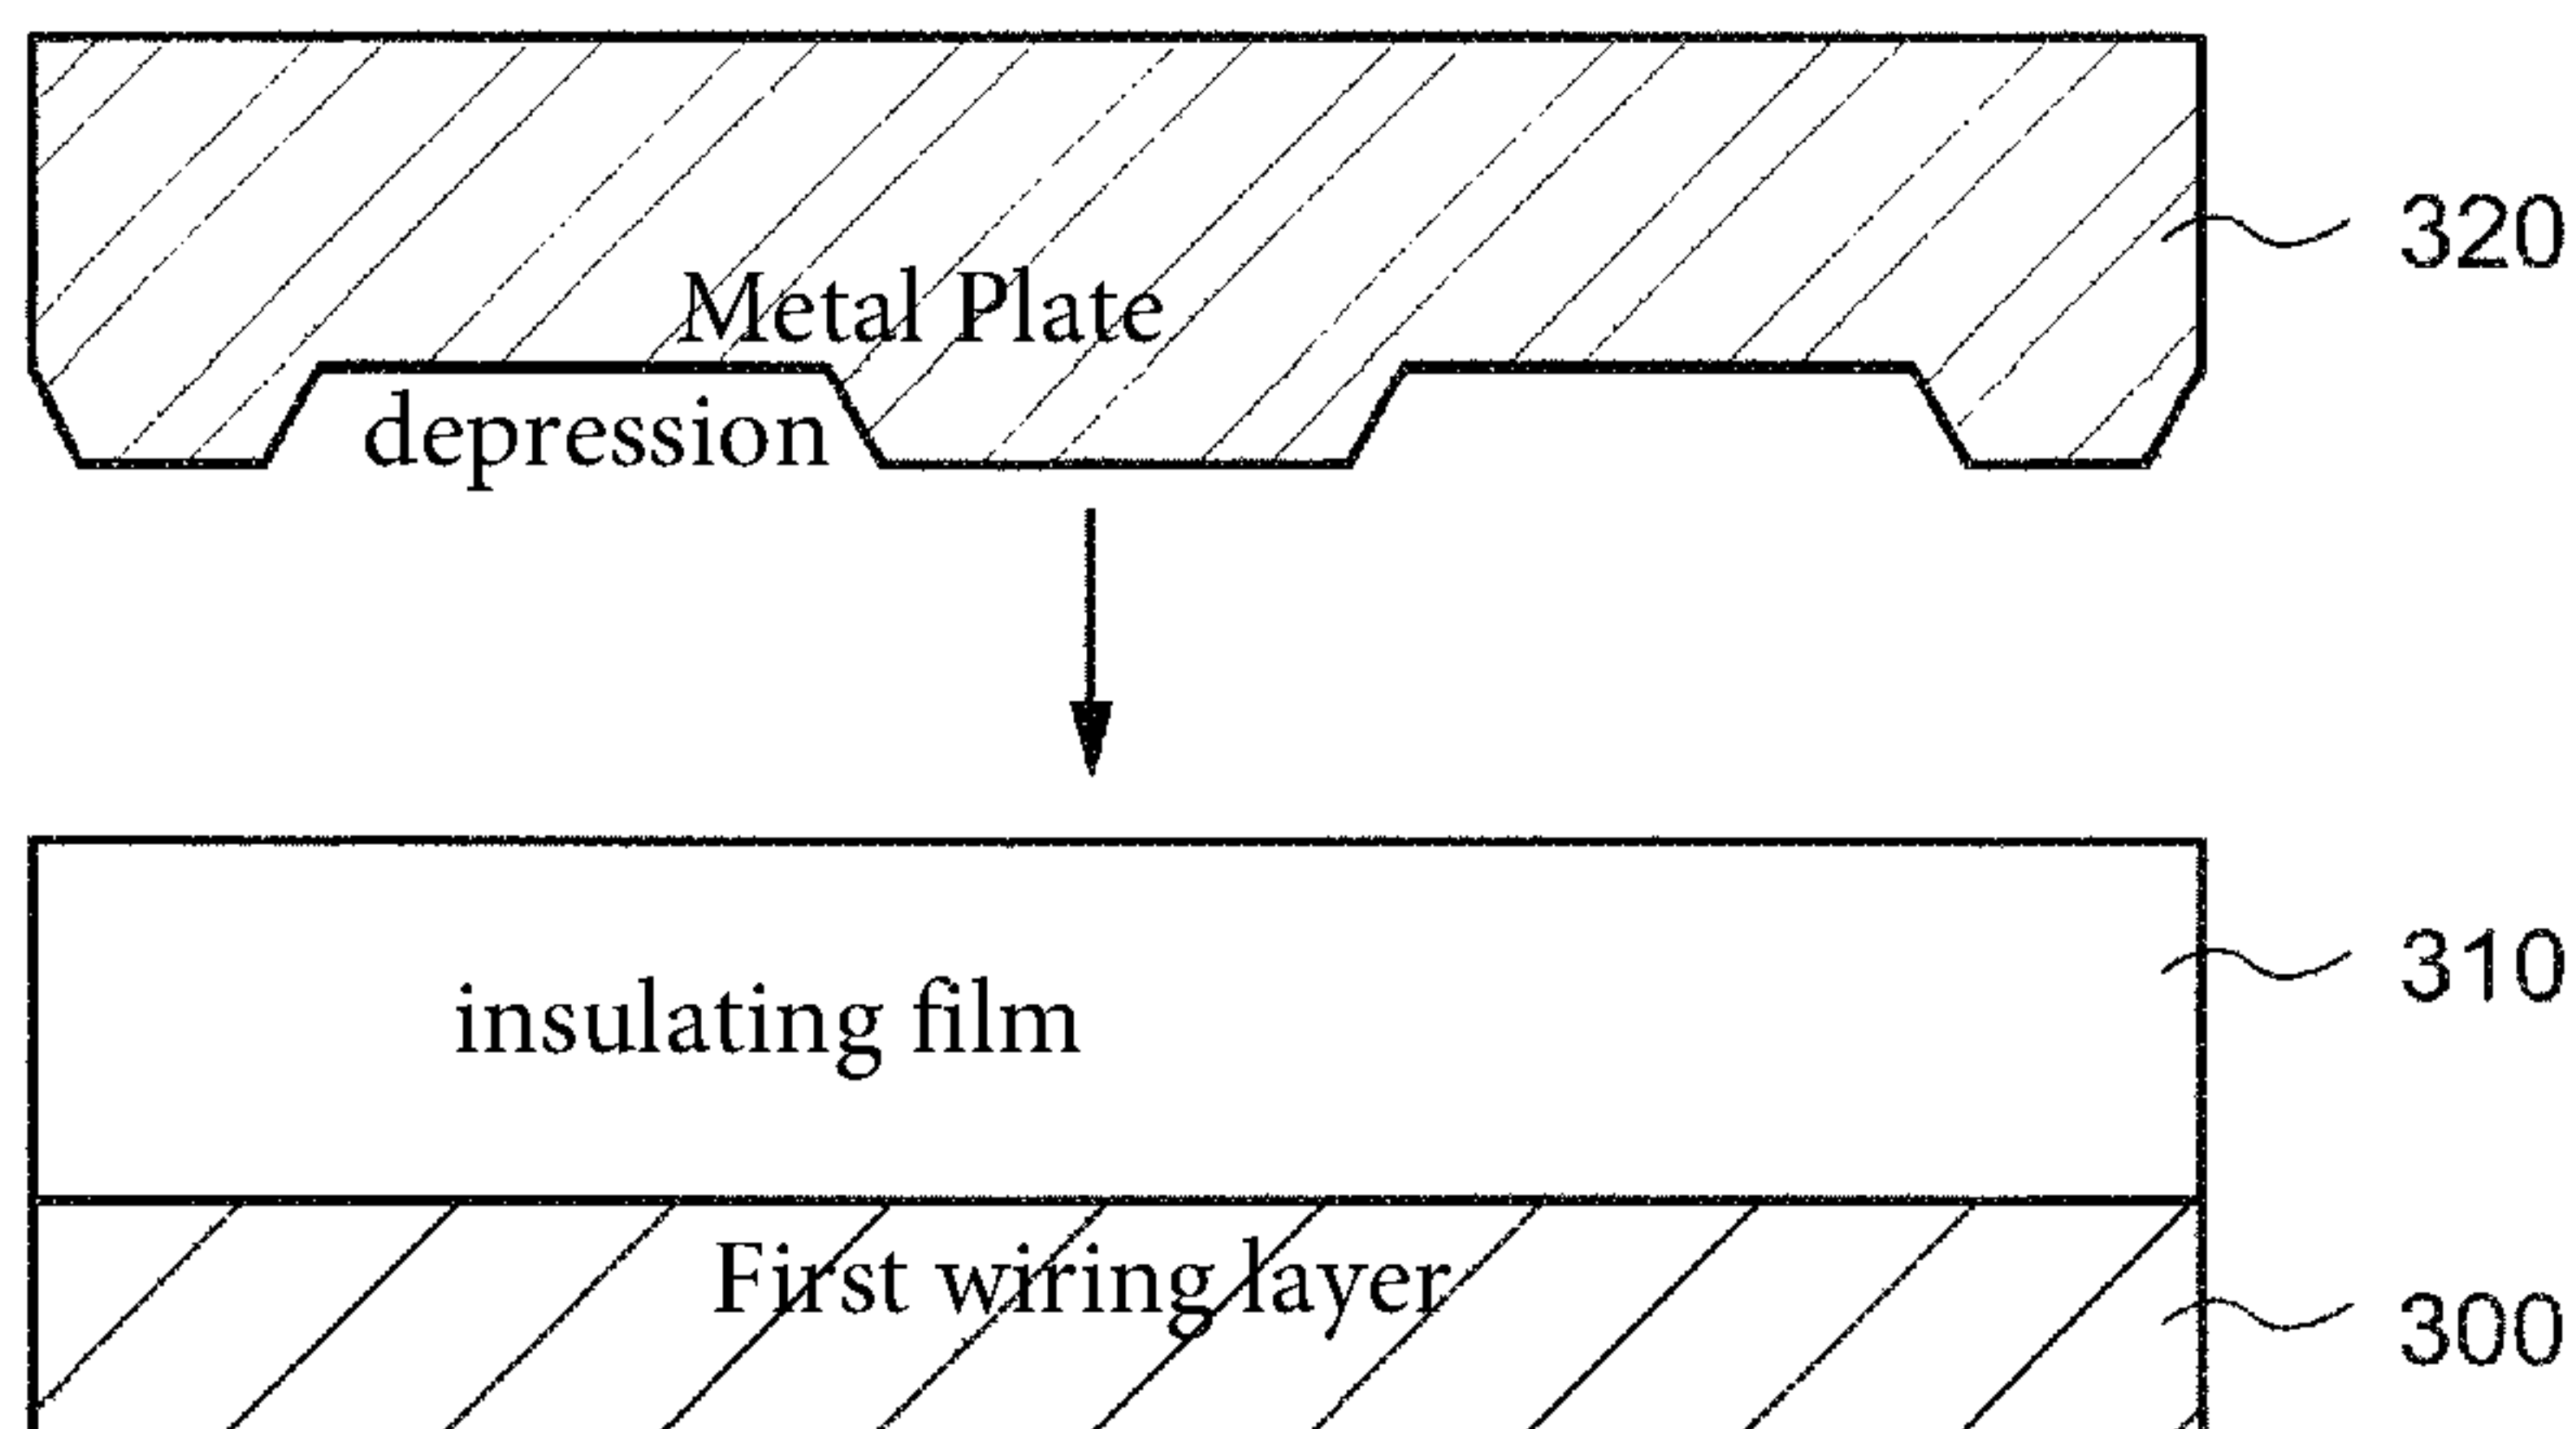 320
Metal Plate
depression
310
insulating film
First wiring layer
300